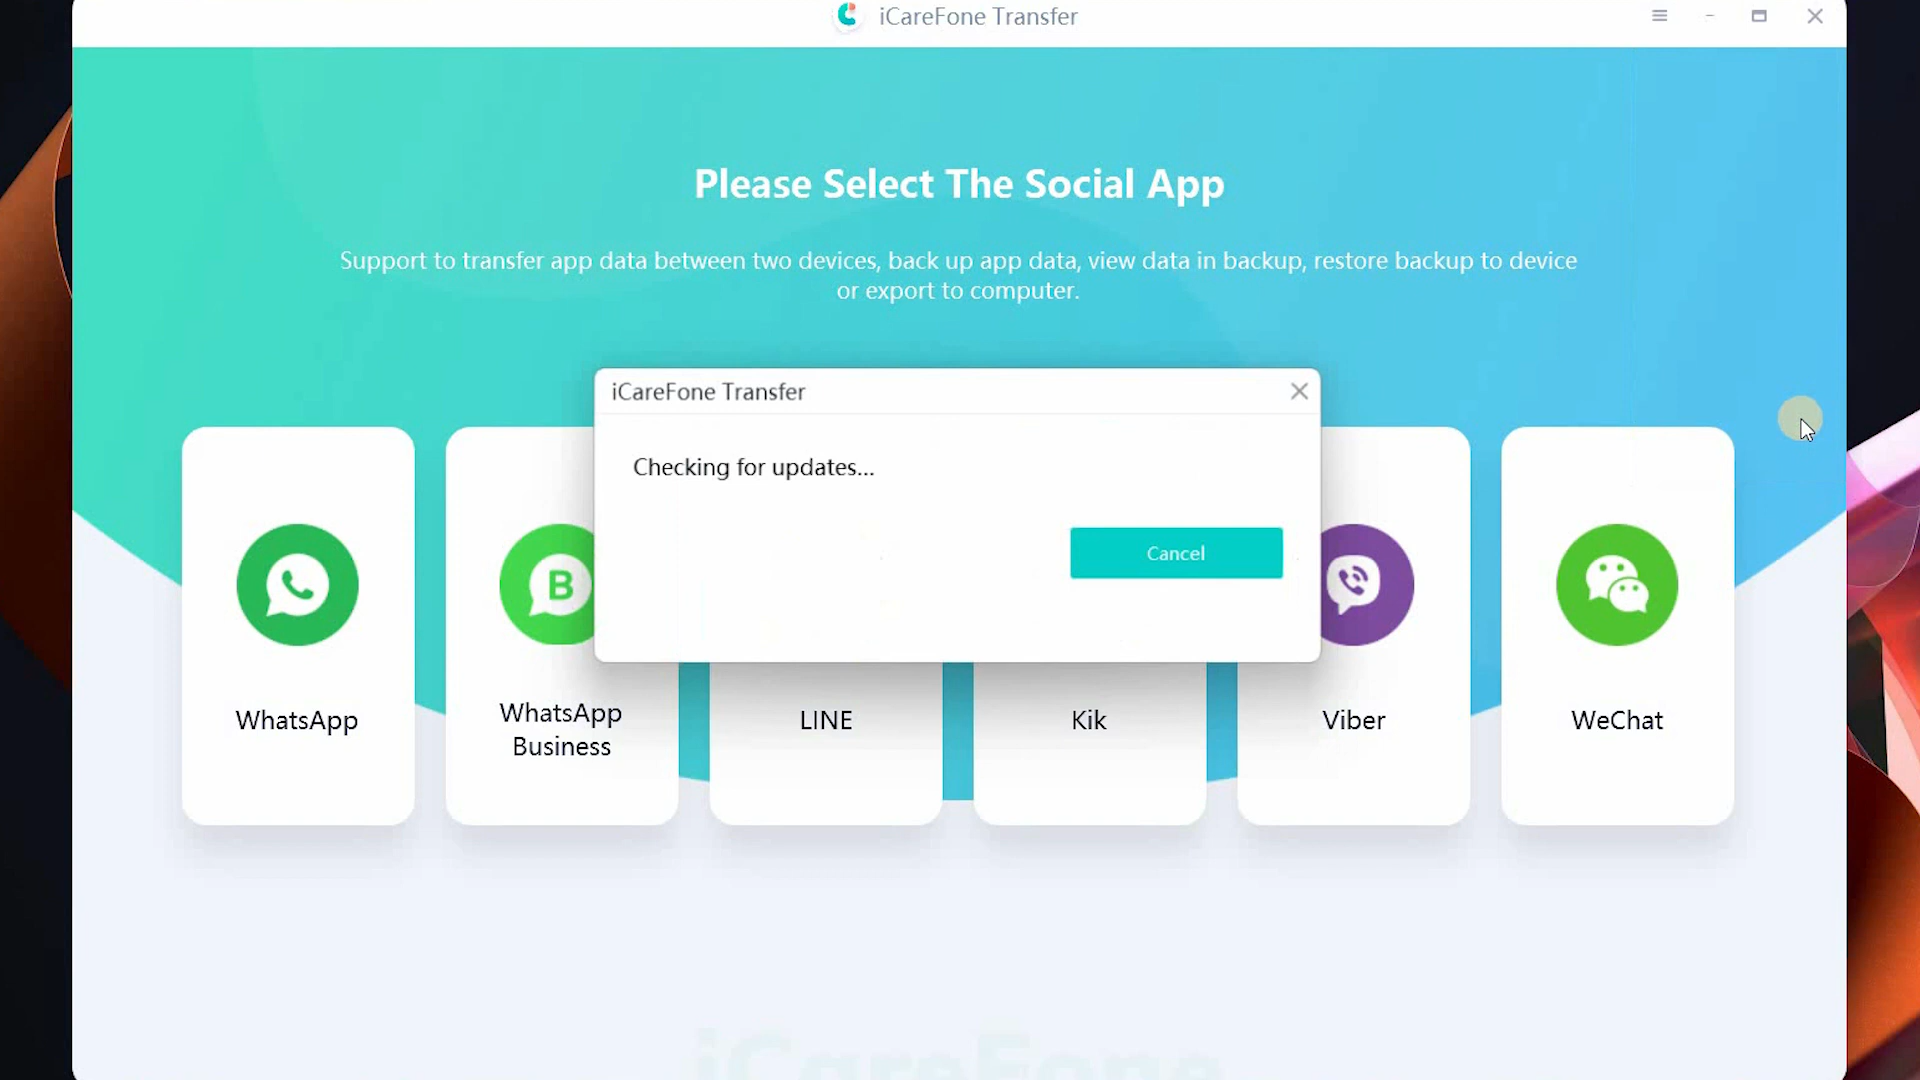 iCareFone Transfer
Please Select The Social App
Support to transfer app data between two devices, back up app data, view data in backup, restore backup to device
or export to computer.
iCareFone Transfer
Checking for updates...
Cancel
B
WhatsApp
WhatsApp
Business
LINE
Kik
Viber
WeChat
iCareFone